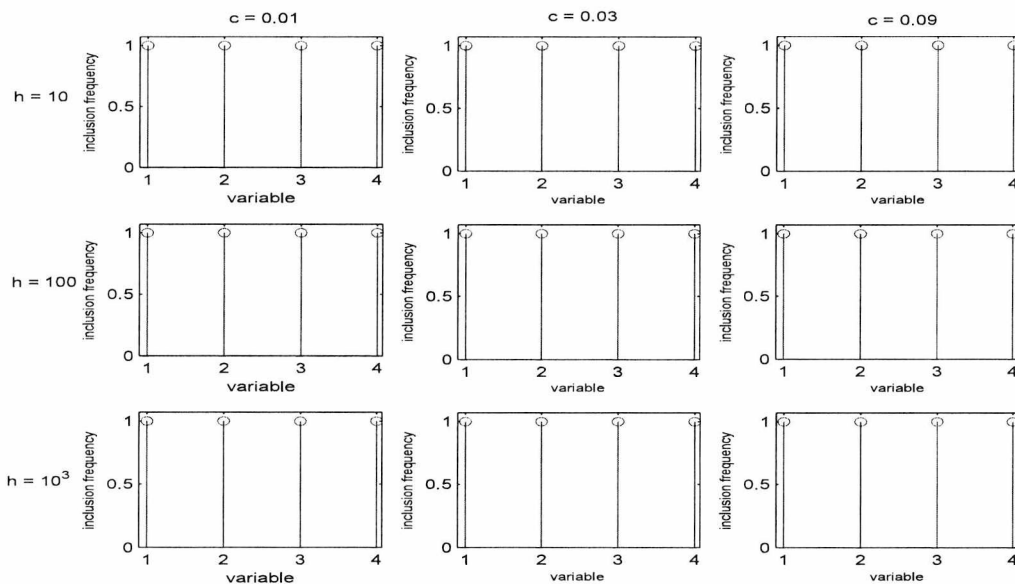 c = 0.01
c = 0.03
c = 0.09
h = 10
inclusion frequency
1
0.5
0
1 2 3 4
variable
inclusion frequency
1
0.5
0
1 2 3 4
variable
inclusion frequency
1
0.5
0
1 2 3 4
variable
h = 100
inclusion frequency
1
0.5
0
1 2 3 4
variable
inclusion frequency
1
0.5
0
1 2 3 4
variable
inclusion frequency
1
0.5
0
1 2 3 4
variable
h = 10³
inclusion frequency
1
0.5
0
1 2 3 4
variable
inclusion frequency
1
0.5
0
1 2 3 4
variable
inclusion frequency
1
0.5
0
1 2 3 4
variable